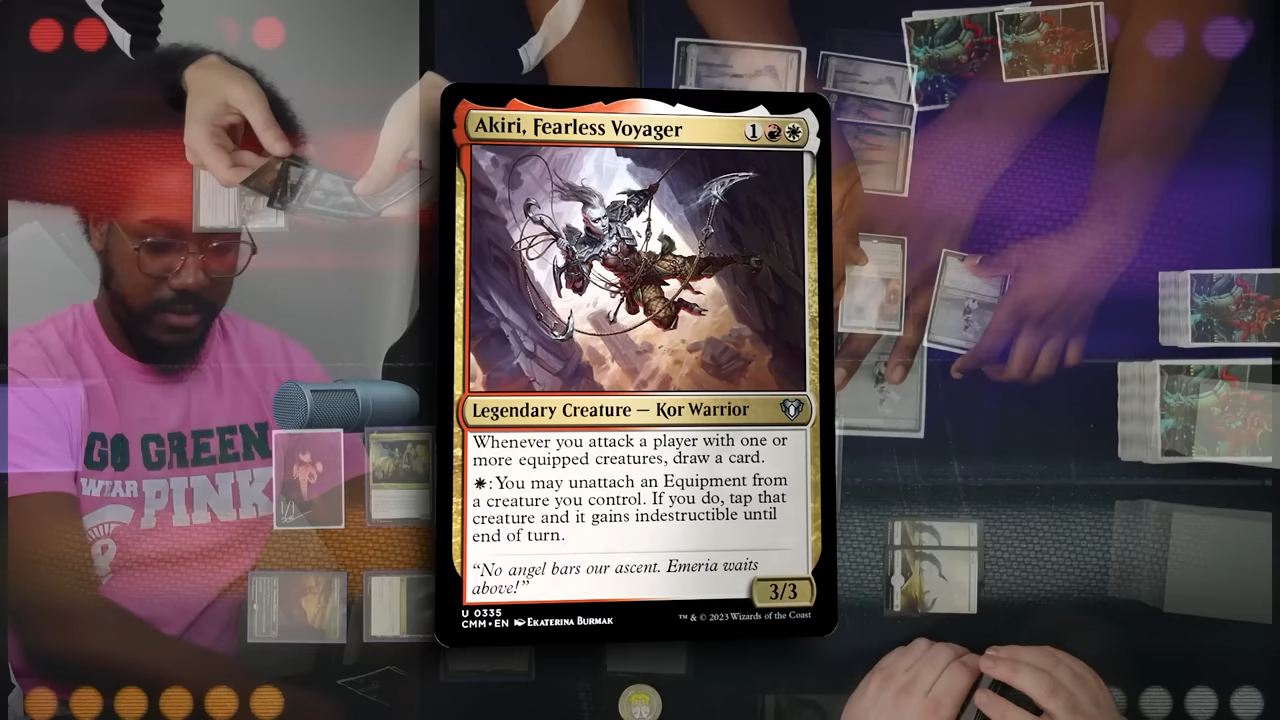 Akiri, Fearless Voyager 1
Legendary Creature — Kor Warrior
Whenever you attack a player with one or
more equipped creatures, draw a card.
: You may unattach an Equipment from
a creature you control. If you do, tap that
creature and it gains indestructible until
end of turn.
“No angel bars our ascent. Emeria waits
above!”
3/3
U 0335
CMM • EN Ekaterina Burmak
™ & © 2023 Wizards of the Coast
GO GREEN
WEAR
PINK
1/1